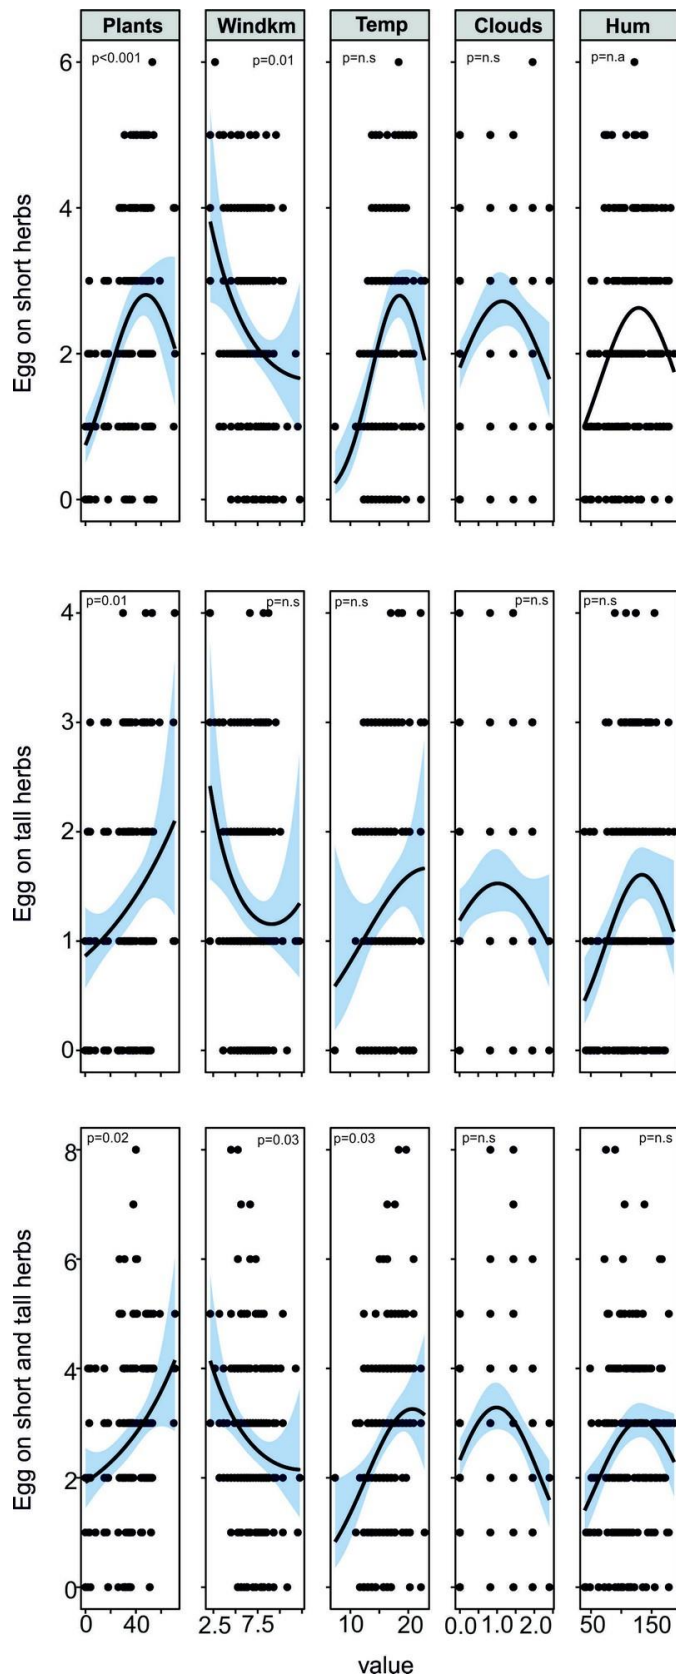 Plants Windkm Temp Clouds Hum
p<0.001 p=0.01 p=n.s p=n.s p=n.a
6
4
2
0
Egg on short herbs
p=0.01 p=n.s p=n.s p=n.s p=n.s
4
3
2
1
0
Egg on tall herbs
p=0.02 p=0.03 p=0.03 p=n.s p=n.s
8
6
4
2
0
Egg on short and tall herbs
0 40 2.5 7.5 10 20 0.0 1.0 2.0 50 150
value